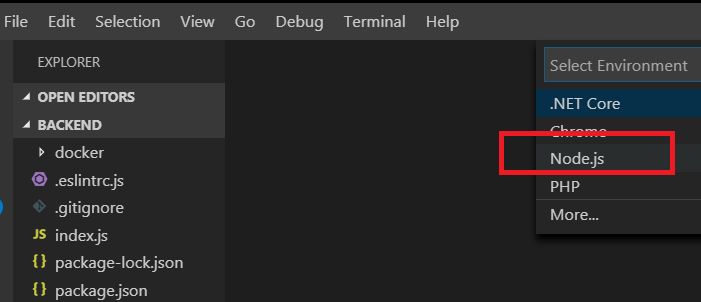 File Edit Selection View Go Debug Terminal Help
EXPLORER
OPEN EDITORS
BACKEND
docker
.eslintrc.js
.gitignore
JS index.js
{} package-lock.json
{} package.json
Select Environment
.NET Core
Chrome
Node.js
PHP
More...